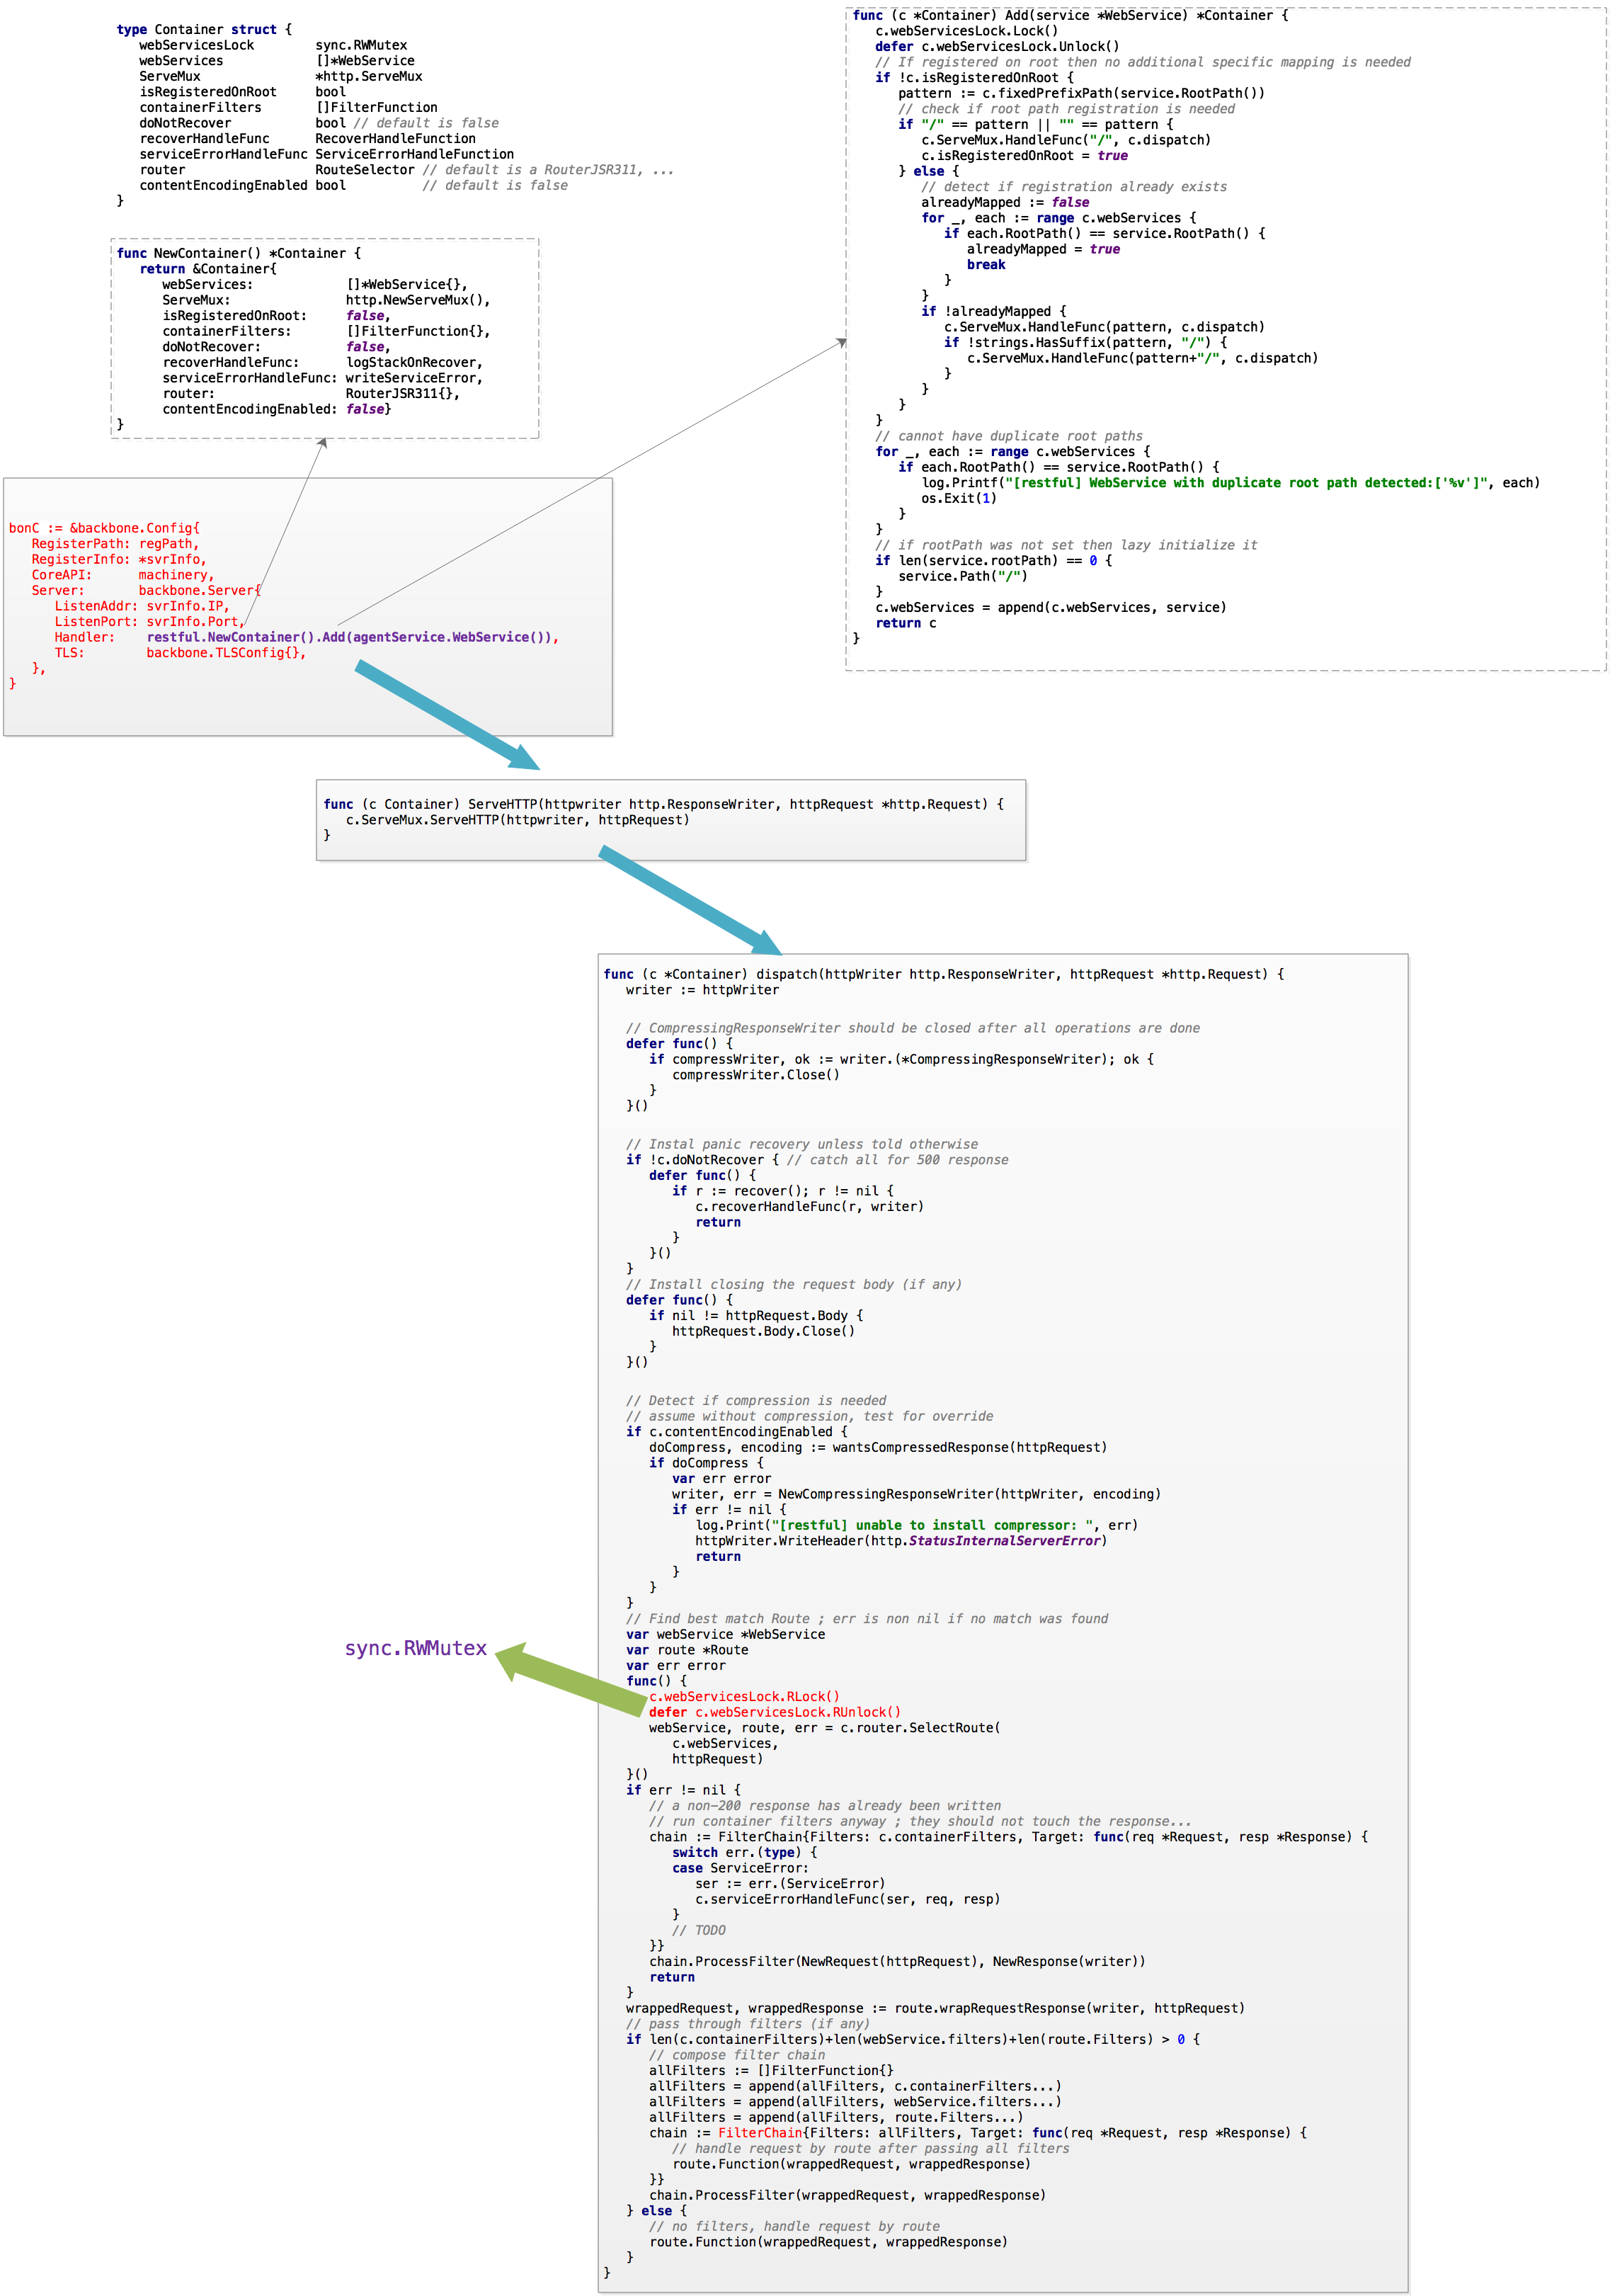 type Container struct {
   webServicesLock        sync.RWMutex
   webServices            []*WebService
   ServeMux               *http.ServeMux
   isRegisteredOnRoot     bool
   containerFilters       []FilterFunction
   doNotRecover           bool // default is false
   recoverHandleFunc      RecoverHandleFunction
   serviceErrorHandleFunc ServiceErrorHandleFunction
   router                 RouteSelector // default is a RouterJSR311, ...
   contentEncodingEnabled bool          // default is false
}
func NewContainer() *Container {
   return &Container{
      webServices:            []*WebService{},
      ServeMux:               http.NewServeMux(),
      isRegisteredOnRoot:     false,
      containerFilters:       []FilterFunction{},
      doNotRecover:           false,
      recoverHandleFunc:      logStackOnRecover,
      serviceErrorHandleFunc: writeServiceError,
      router:                 RouterJSR311{},
      contentEncodingEnabled: false}
}
func (c *Container) Add(service *WebService) *Container {
   c.webServicesLock.Lock()
   defer c.webServicesLock.Unlock()
   // If registered on root then no additional specific mapping is needed
   if !c.isRegisteredOnRoot {
      pattern := c.fixedPrefixPath(service.RootPath())
      // check if root path registration is needed
      if "/" == pattern || "" == pattern {
         c.ServeMux.HandleFunc("/", c.dispatch)
         c.isRegisteredOnRoot = true
      } else {
         // detect if registration already exists
         alreadyMapped := false
         for _, each := range c.webServices {
            if each.RootPath() == service.RootPath() {
               alreadyMapped = true
               break
            }
         }
         if !alreadyMapped {
            c.ServeMux.HandleFunc(pattern, c.dispatch)
            if !strings.HasSuffix(pattern, "/") {
               c.ServeMux.HandleFunc(pattern+"/", c.dispatch)
            }
         }
      }
   }
   // cannot have duplicate root paths
   for _, each := range c.webServices {
      if each.RootPath() == service.RootPath() {
         log.Printf("[restful] WebService with duplicate root path detected:['%v']", each)
         os.Exit(1)
      }
   }
   // if rootPath was not set then lazy initialize it
   if len(service.rootPath) == 0 {
      service.Path("/")
   }
   c.webServices = append(c.webServices, service)
   return c
}
bonC := &backbone.Config{
   RegisterPath: regPath,
   RegisterInfo: *svrInfo,
   CoreAPI:      machinery,
   Server:       backbone.Server{
      ListenAddr: svrInfo.IP,
      ListenPort: svrInfo.Port,
      Handler:    restful.NewContainer().Add(agentService.WebService()),
      TLS:        backbone.TLSConfig{},
   },
}
func (c Container) ServeHTTP(httpwriter http.ResponseWriter, httpRequest *http.Request) {
   c.ServeMux.ServeHTTP(httpwriter, httpRequest)
}
func (c *Container) dispatch(httpWriter http.ResponseWriter, httpRequest *http.Request) {
   writer := httpWriter
   // CompressingResponseWriter should be closed after all operations are done
   defer func() {
      if compressWriter, ok := writer.(*CompressingResponseWriter); ok {
         compressWriter.Close()
      }
   }()
   // Instal panic recovery unless told otherwise
   if !c.doNotRecover { // catch all for 500 response
      defer func() {
         if r := recover(); r != nil {
            c.recoverHandleFunc(r, writer)
            return
         }
      }()
   }
   // Install closing the request body (if any)
   defer func() {
      if nil != httpRequest.Body {
         httpRequest.Body.Close()
      }
   }()
   // Detect if compression is needed
   // assume without compression, test for override
   if c.contentEncodingEnabled {
      doCompress, encoding := wantsCompressedResponse(httpRequest)
      if doCompress {
         var err error
         writer, err = NewCompressingResponseWriter(httpWriter, encoding)
         if err != nil {
            log.Print("[restful] unable to install compressor: ", err)
            httpWriter.WriteHeader(http.StatusInternalServerError)
            return
         }
      }
   }
   // Find best match Route ; err is non nil if no match was found
   var webService *WebService
   var route *Route
   var err error
   func() {
      c.webServicesLock.RLock()
      defer c.webServicesLock.RUnlock()
      webService, route, err = c.router.SelectRoute(
         c.webServices,
         httpRequest)
   }()
   if err != nil {
      // a non-200 response has already been written
      // run container filters anyway ; they should not touch the response...
      chain := FilterChain{Filters: c.containerFilters, Target: func(req *Request, resp *Response) {
         switch err.(type) {
         case ServiceError:
            ser := err.(ServiceError)
            c.serviceErrorHandleFunc(ser, req, resp)
         }
         // TODO
      }}
      chain.ProcessFilter(NewRequest(httpRequest), NewResponse(writer))
      return
   }
   wrappedRequest, wrappedResponse := route.wrapRequestResponse(writer, httpRequest)
   // pass through filters (if any)
   if len(c.containerFilters)+len(webService.filters)+len(route.Filters) > 0 {
      // compose filter chain
      allFilters := []FilterFunction{}
      allFilters = append(allFilters, c.containerFilters...)
      allFilters = append(allFilters, webService.filters...)
      allFilters = append(allFilters, route.Filters...)
      chain := FilterChain{Filters: allFilters, Target: func(req *Request, resp *Response) {
         // handle request by route after passing all filters
         route.Function(wrappedRequest, wrappedResponse)
      }}
      chain.ProcessFilter(wrappedRequest, wrappedResponse)
   } else {
      // no filters, handle request by route
      route.Function(wrappedRequest, wrappedResponse)
   }
}
sync.RWMutex